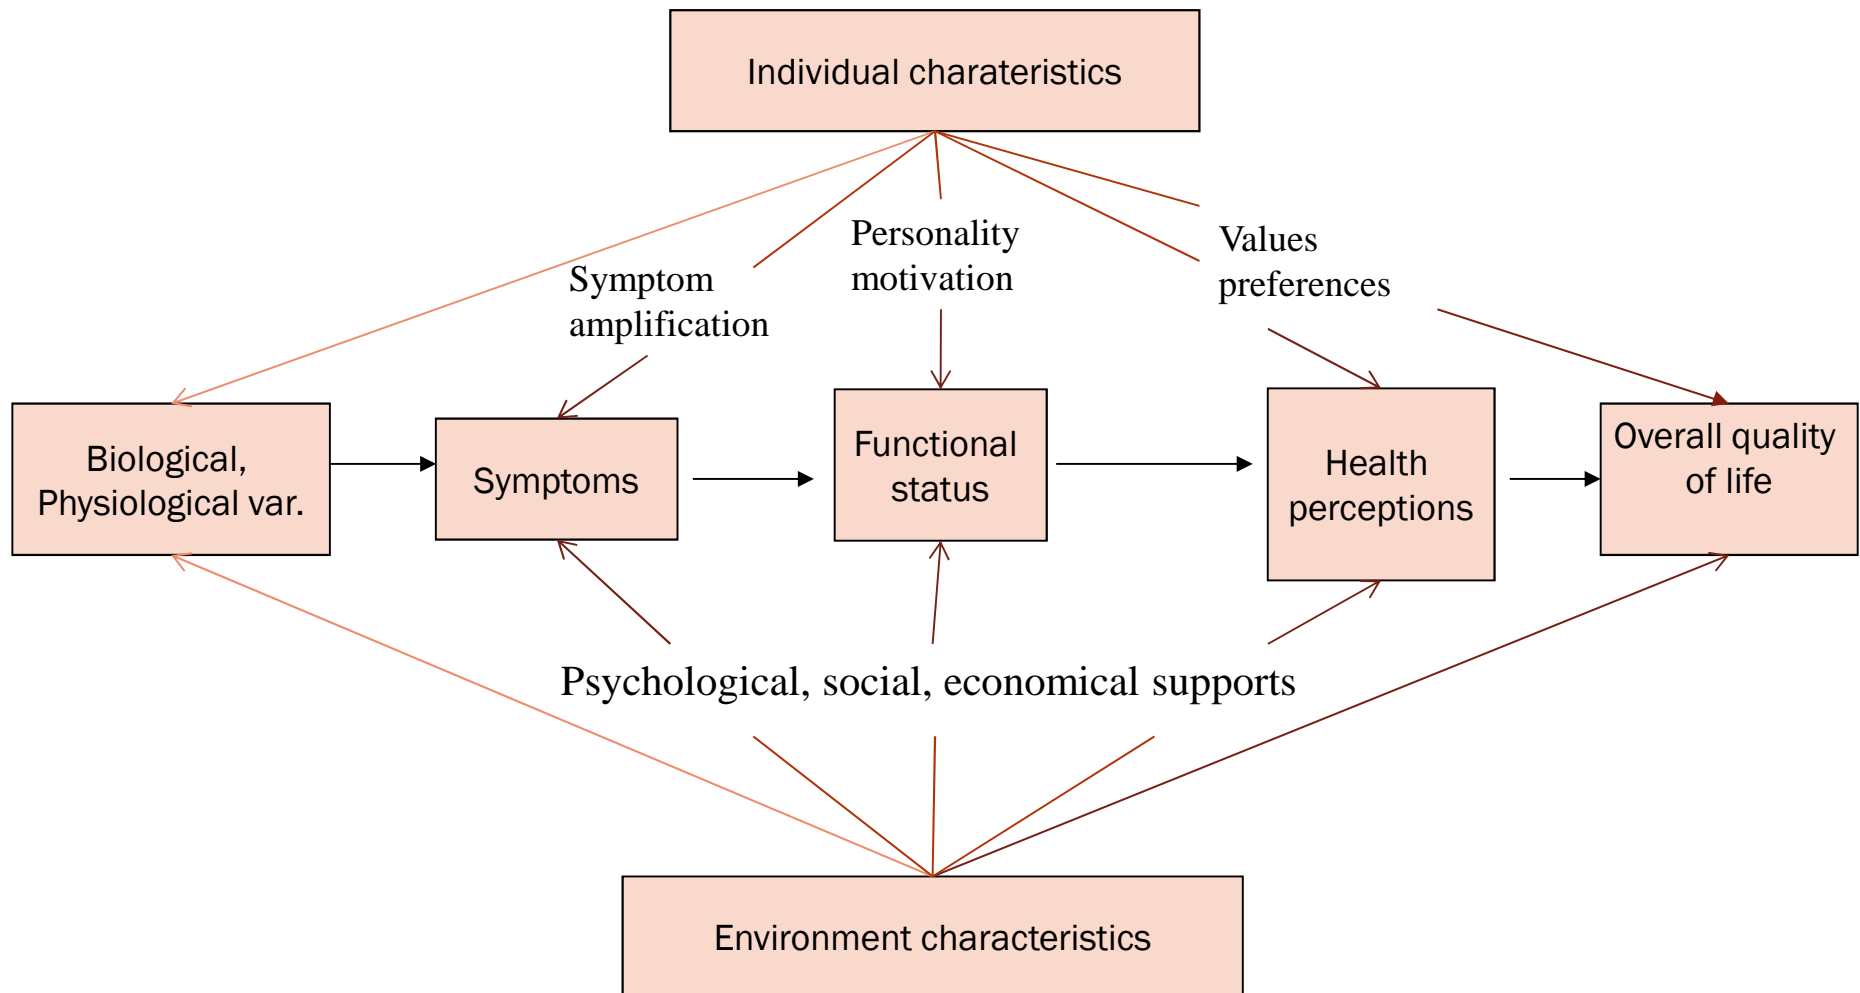 Individual charateristics
Personality
motivation
Values
preferences
Symptom
amplification
Biological,
Physiological var.
Symptoms
Functional
status
Health
perceptions
Overall quality
of life
Psychological, social, economical supports
Environment characteristics